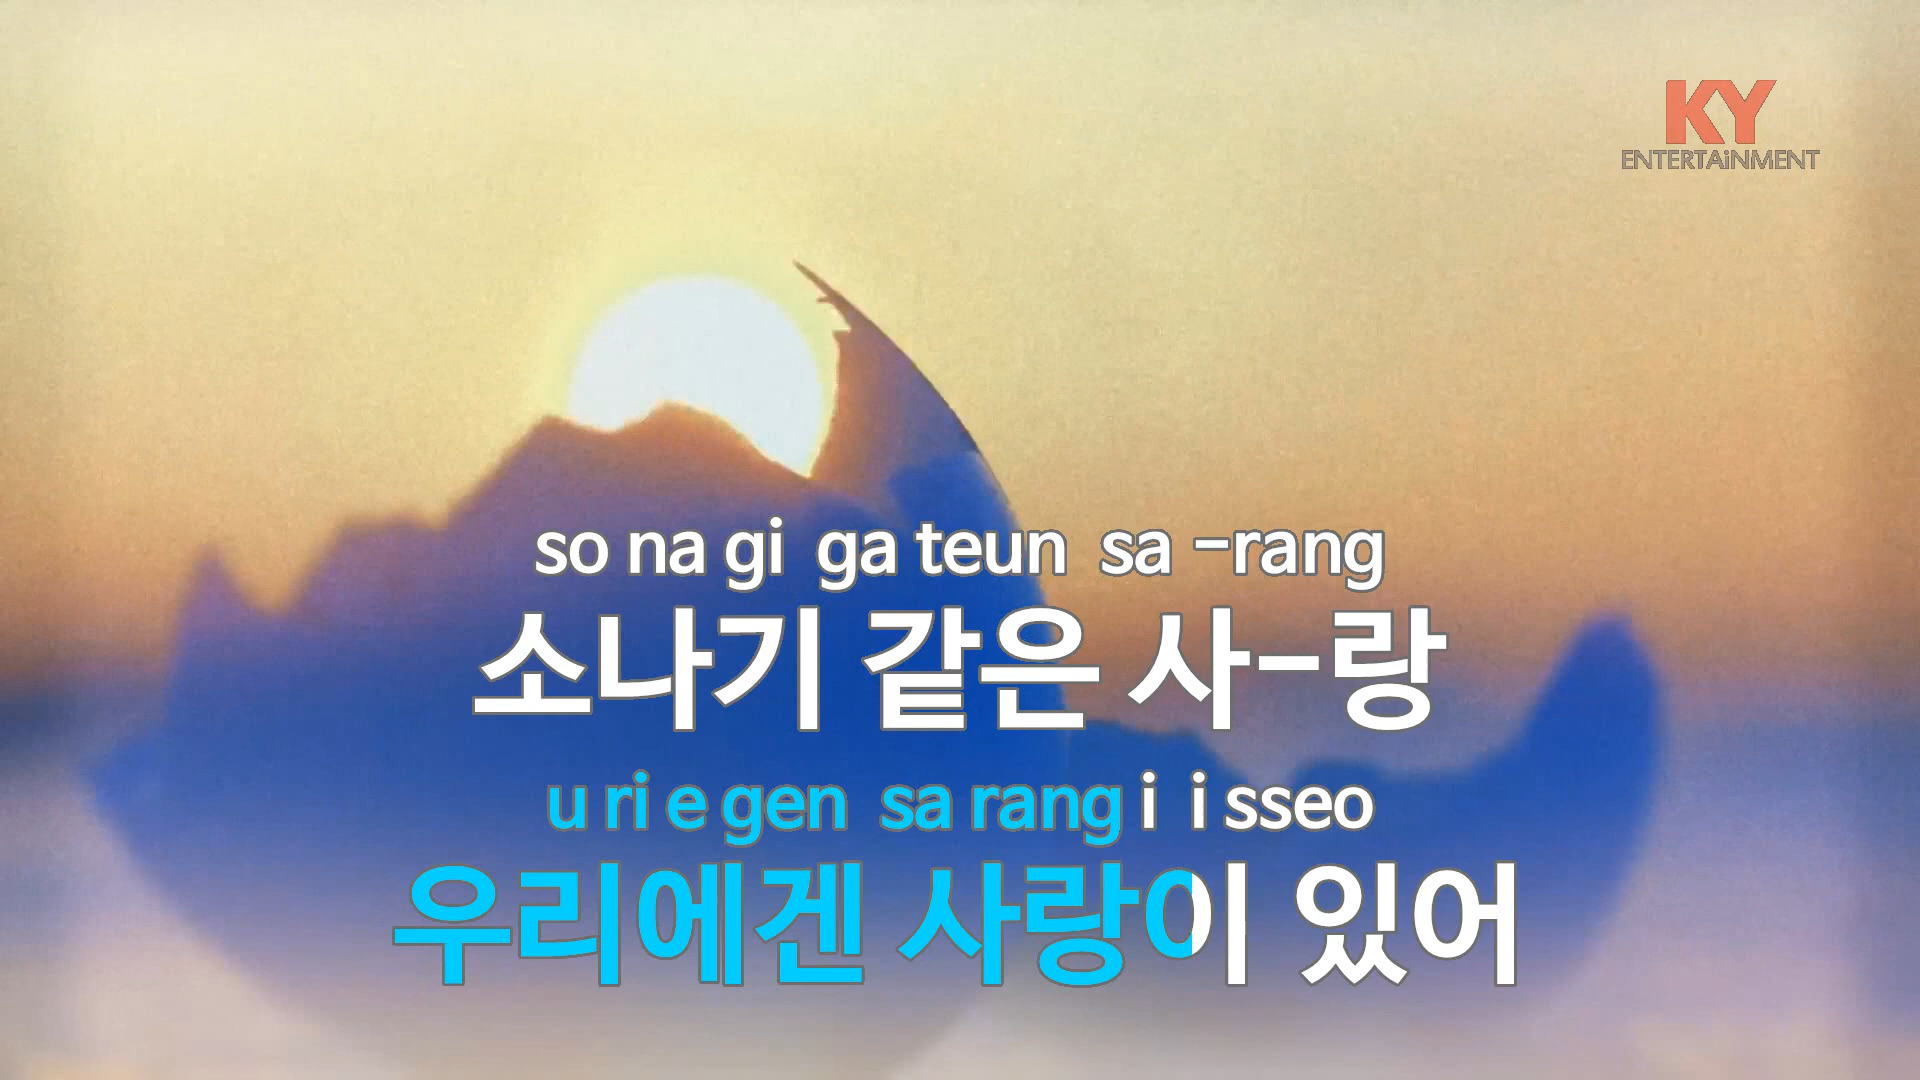 KY
ENTERTAiNMENT
so na gi ga teun sa -rang
소나기 같은 사-랑
u ri e gen sa rang i i sseo
우리에겐 사랑이 있어